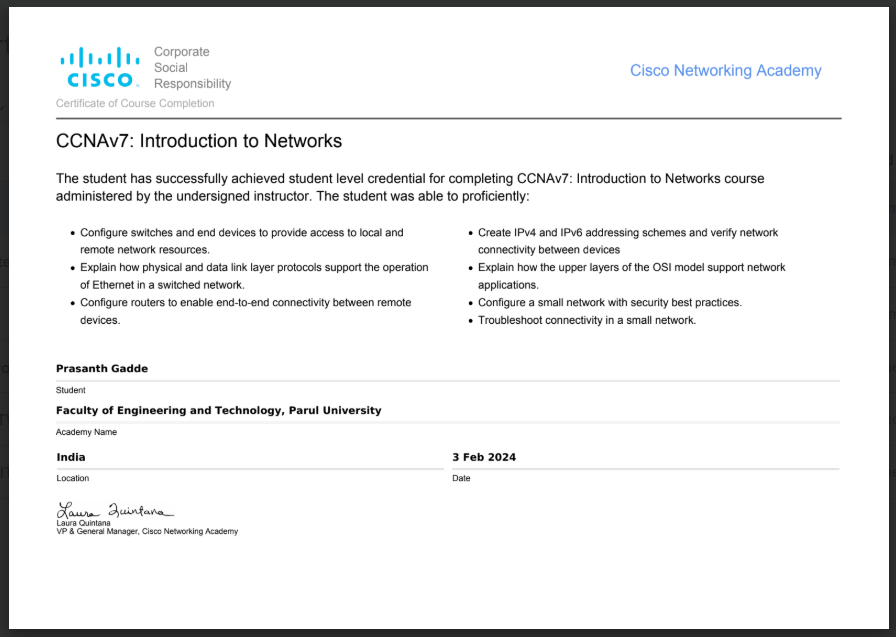 CISCO
Corporate
Social
Responsibility
Cisco Networking Academy
Certificate of Course Completion
CCNAv7: Introduction to Networks
The student has successfully achieved student level credential for completing CCNAv7: Introduction to Networks course
administered by the undersigned instructor. The student was able to proficiently:
• Configure switches and end devices to provide access to local and
remote network resources.
• Explain how physical and data link layer protocols support the operation
of Ethernet in a switched network.
• Configure routers to enable end-to-end connectivity between remote
devices.
• Create IPv4 and IPv6 addressing schemes and verify network
connectivity between devices
• Explain how the upper layers of the OSI model support network
applications.
• Configure a small network with security best practices.
• Troubleshoot connectivity in a small network.
Prasanth Gadde
Student
Faculty of Engineering and Technology, Parul University
Academy Name
India
Location
3 Feb 2024
Date
Laura Quintana
Laura Quintana
VP & General Manager, Cisco Networking Academy